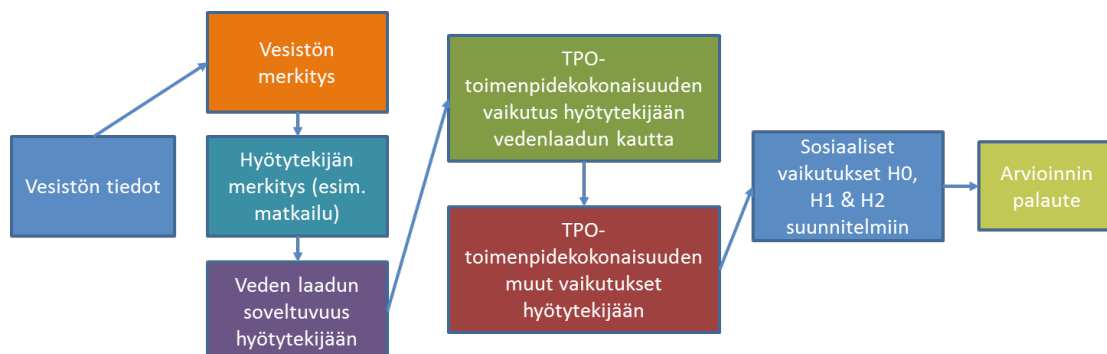 Vesistön tiedot
Vesistön
merkitys
Hyötytekijän
merkitys (esim.
matkailu)
Veden laadun
soveltuvuus
hyötytekijään
TPO-
toimenpidekokonaisuuden
vaikutus hyötytekijään
vedenlaadun kautta
TPO-
toimenpidekokonaisuuden
muut vaikutukset
hyötytekijään
Sosiaaliset
vaikutukset H0,
H1 & H2
suunnitelmiin
Arvioinnin
palaute